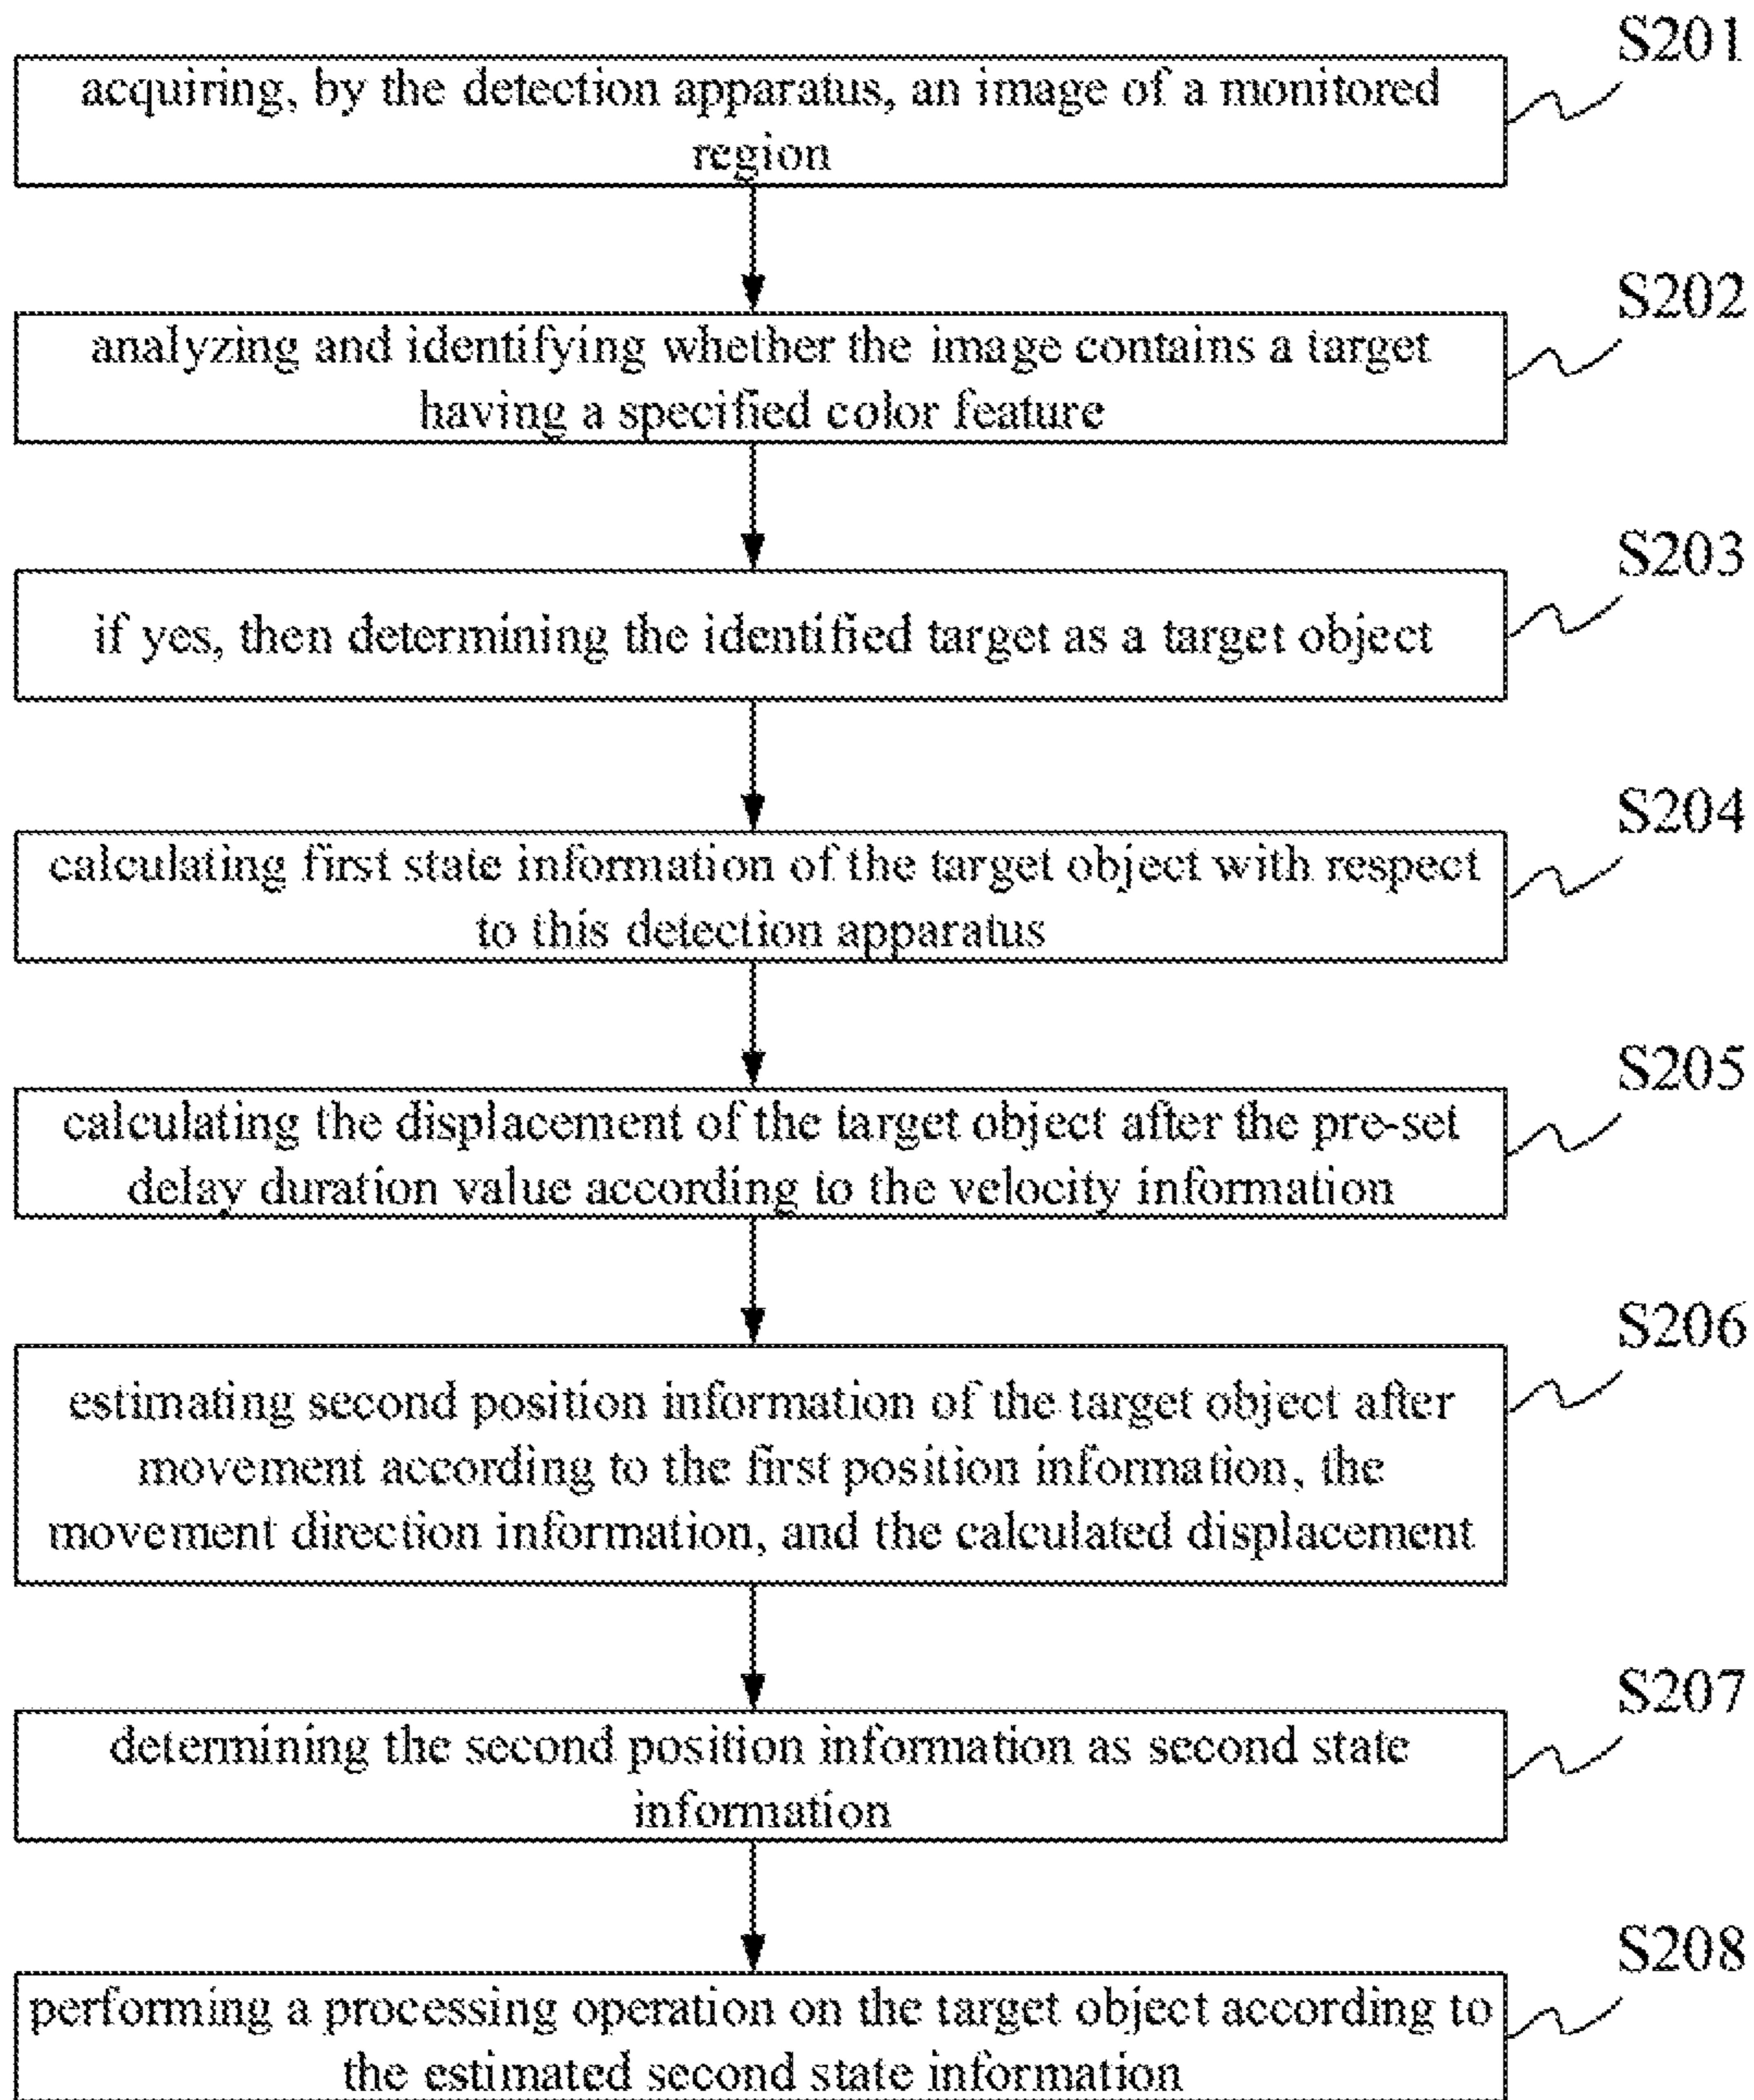 S201
acquiring, by the detection apparatus, an image of a monitored
region
S202
analyzing and identifying whether the image contains a target
having a specified color feature
S203
if yes, then determining the identified target as a target object
S204
calculating first state information of the target object with respect
to this detection apparatus
S205
calculating the displacement of the target object after the pre-set
delay duration value according to the velocity information
S206
estimating second position information of the target object after
movement according to the first position information, the
movement direction information, and the calculated displacement
S207
determining the second position information as second state
information
S208
performing a processing operation on the target object according to
the estimated second state information